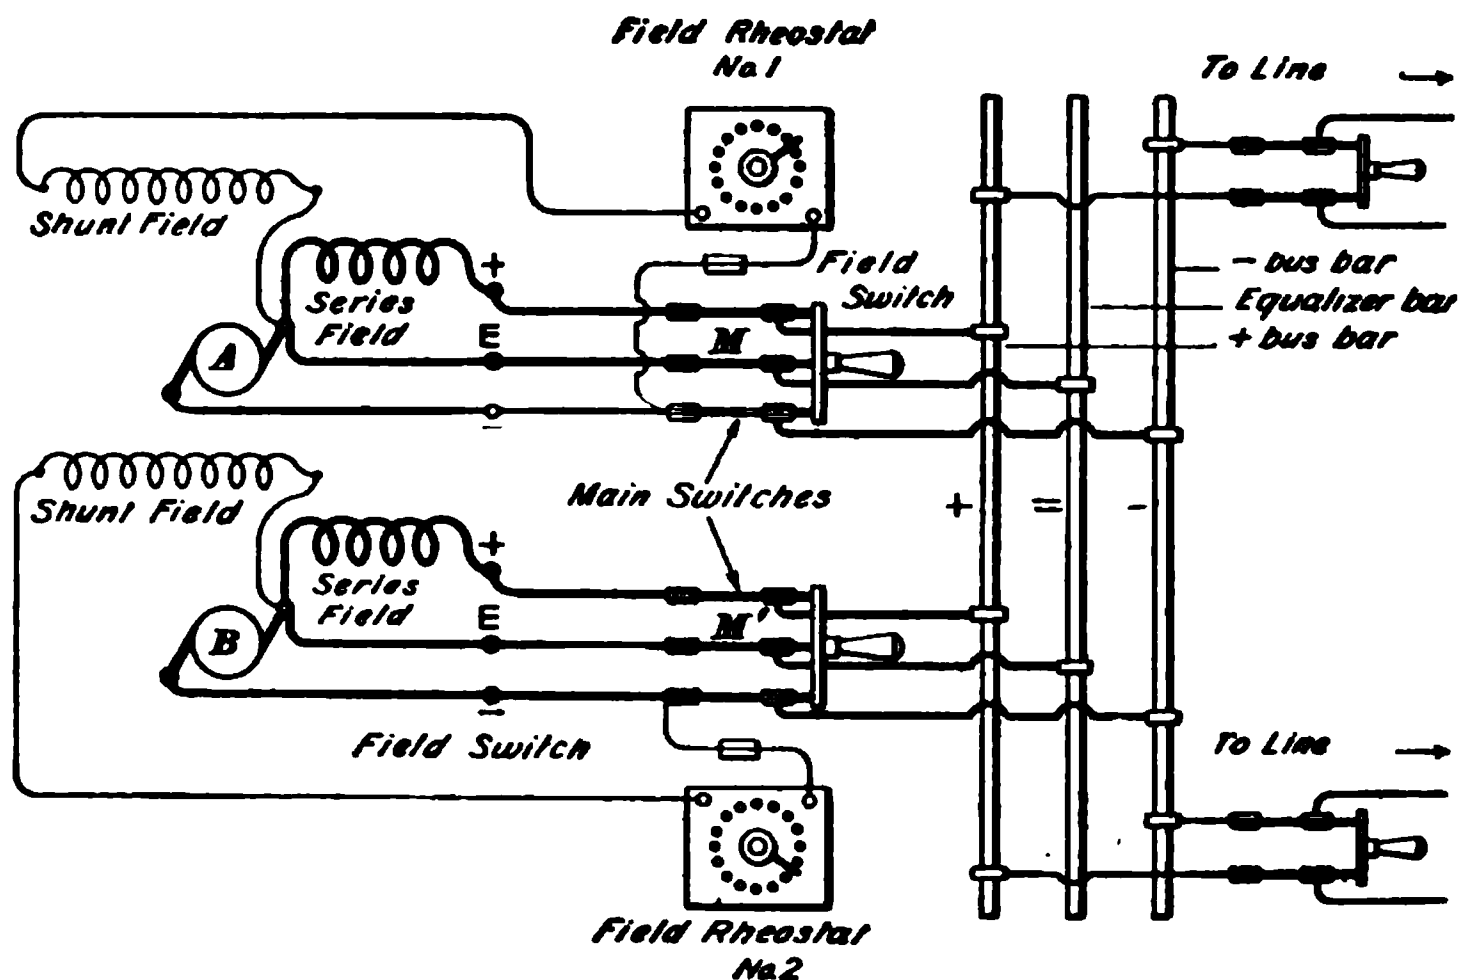 Field Rheostat
No.1
To Line
Shunt Field
+
Field
Switch
- bus bar
Series
Field
Equalizer bar
A
E
M
+ bus bar
-
Shunt Field
Main Switches
+ = -
+
Series
Field
E
M'
B
-
Field Switch
To Line
Field Rheostat
No.2